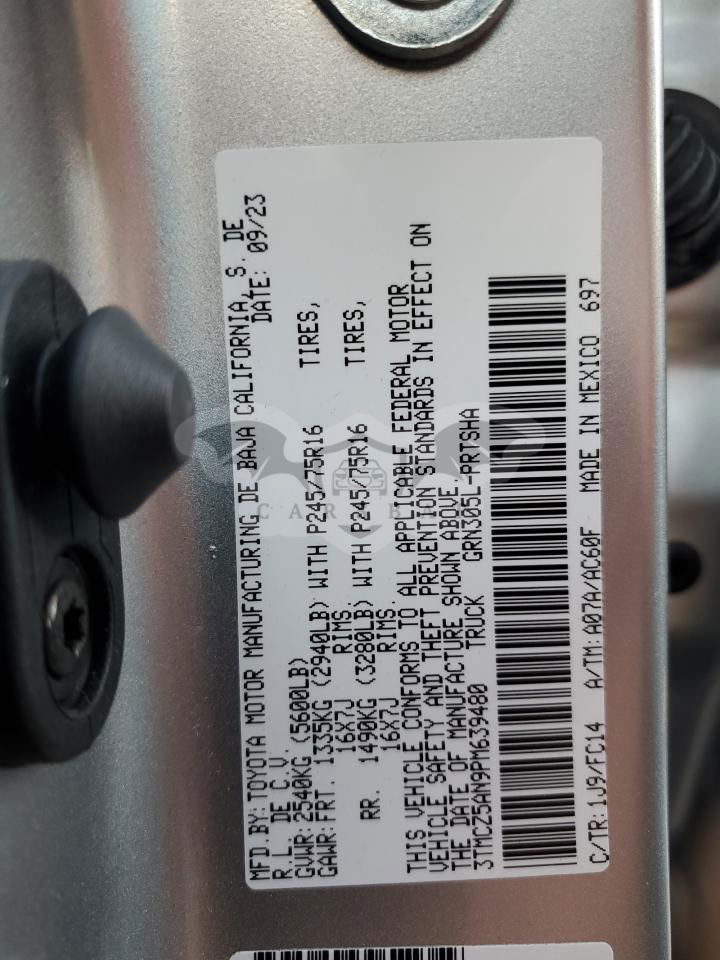 MFD.BY:TOYOTA MOTOR MANUFACTURING DE BAJA CALIFORNIA, S. DE
R.L. DE C.V. DATE: 09/23
GVWR:2540KG (5600LB)
GAWR:FRT. 1335KG (2940LB) WITH P245/75R16 TIRES,
16X7J RIMS.
RR. 1490KG (3280LB) WITH P245/75R16 TIRES,
16X7J RIMS.
THIS VEHICLE CONFORMS TO ALL APPLICABLE FEDERAL MOTOR
VEHICLE SAFETY AND THEFT PREVENTION STANDARDS IN EFFECT ON
THE DATE OF MANUFACTURE SHOWN ABOVE.
3TMCZ5AN9PM639480 TRUCK GRN305L-PRTSHA
C/TR:1J9/FC14 A/TM:A07A/AC60F MADE IN MEXICO 697